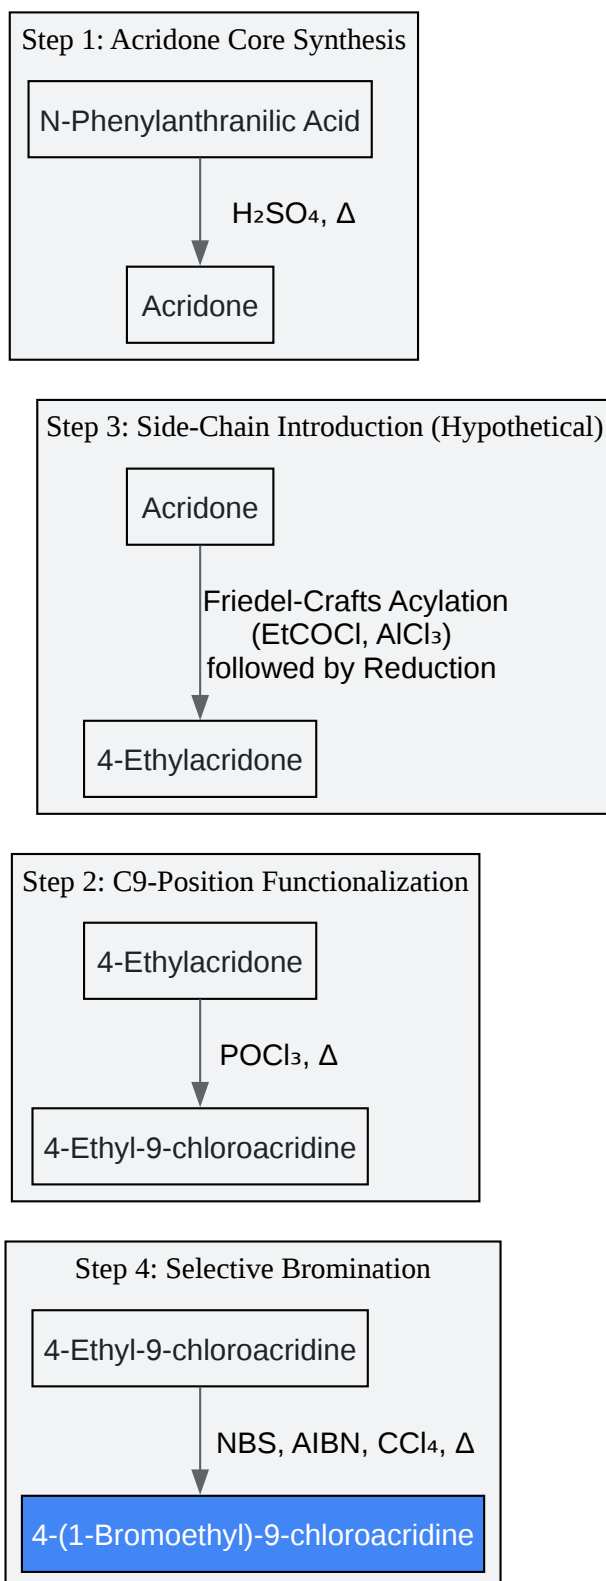 Step 1: Acridone Core Synthesis
N-Phenylanthranilic Acid
H₂SO₄, Δ
Acridone
Step 3: Side-Chain Introduction (Hypothetical)
Acridone
Friedel-Crafts Acylation
(EtCOCl, AlCl₃)
followed by Reduction
4-Ethylacridone
Step 2: C9-Position Functionalization
4-Ethylacridone
POCl₃, Δ
4-Ethyl-9-chloroacridine
Step 4: Selective Bromination
4-Ethyl-9-chloroacridine
NBS, AIBN, CCl₄, Δ
4-(1-Bromoethyl)-9-chloroacridine